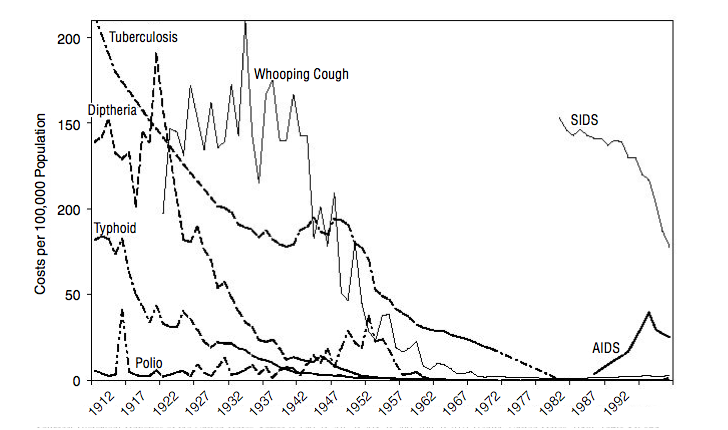 200
Tuberculosis
Whooping Cough
Diptheria
150
SIDS
Costs per 100,000 Population
200
Typhoid
50
AIDS
Polio
0
1912 1917 1922 1927 1932 1937 1942 1947 1952 1957 1962 1967 1972 1977 1982 1987 1992